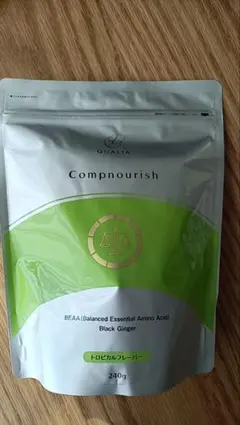 QUALIA
Compnourish
BEAA (Balanced Essential Amino Acid)
Black Ginger
トロピカルフレーバー
240g